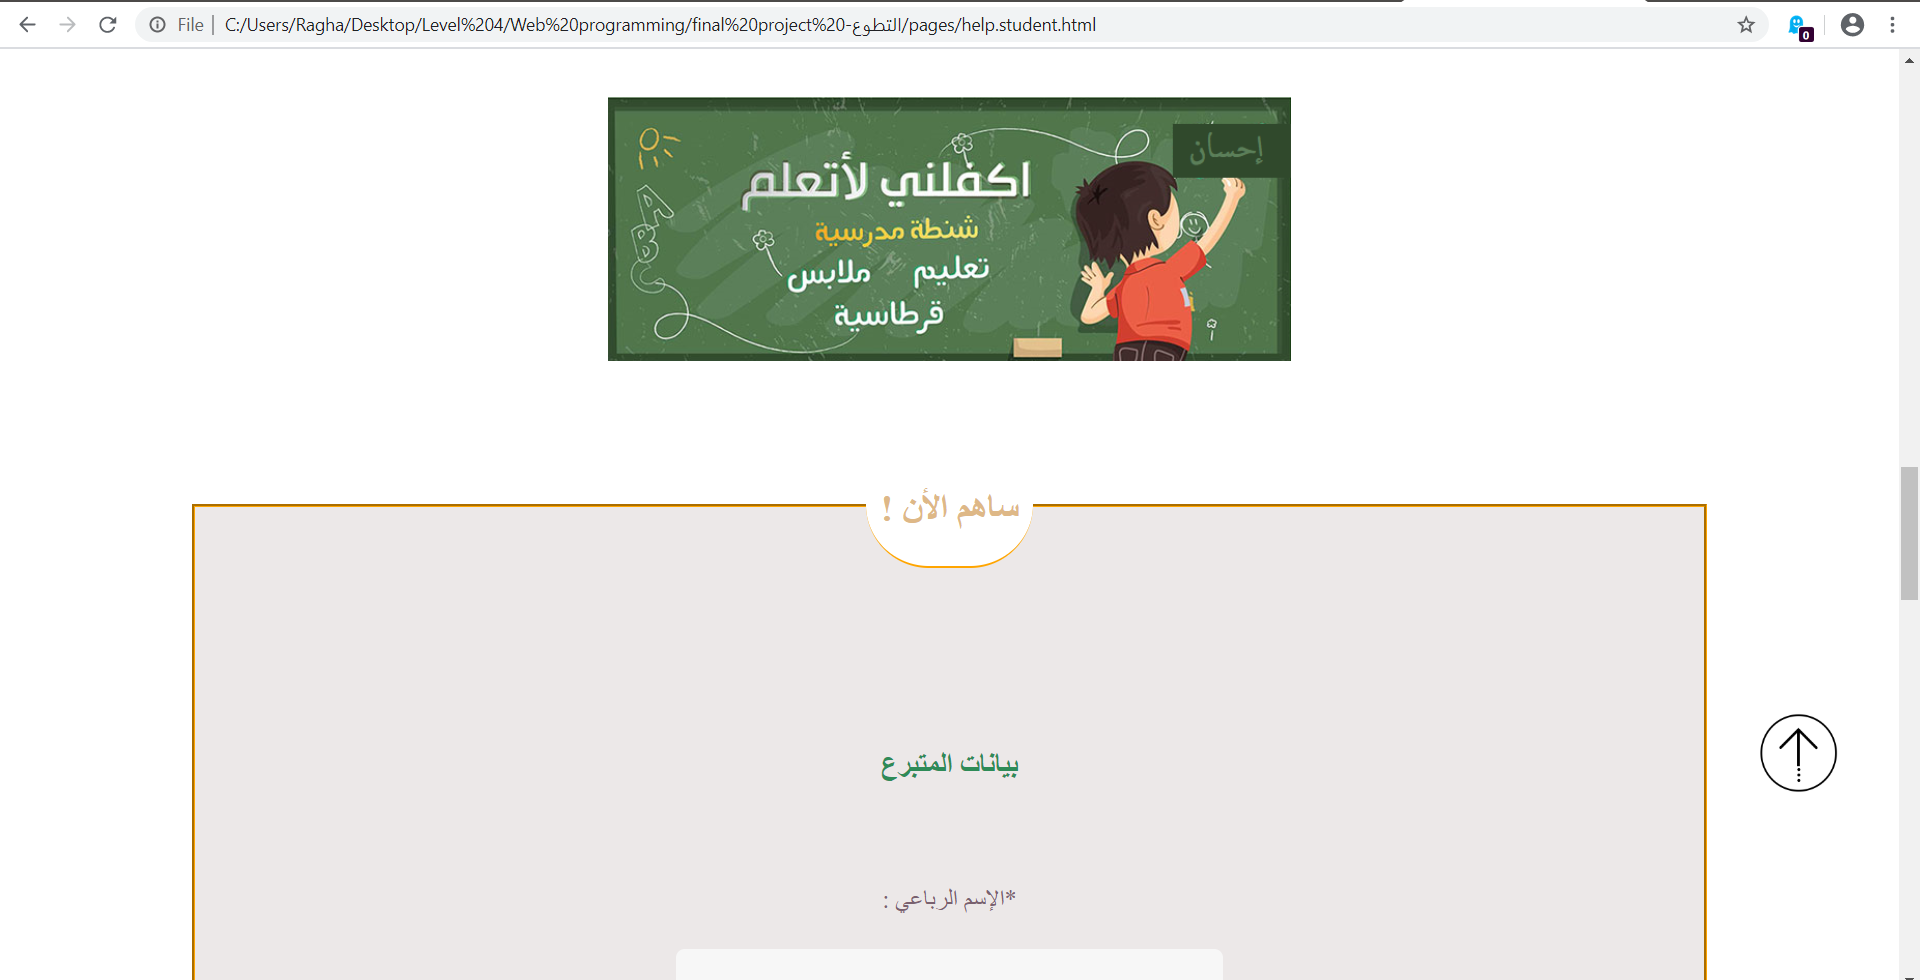 File | C:/Users/Ragha/Desktop/Level%204/Web%20programming/final%20project%20-التطوع/pages/help.student.html
0
إحسان
اكفلني لأتعلم
شنطة مدرسية
تعليم ملابس
قرطاسية
A
B
C
ساهم الأن !
بيانات المتبرع
*الإسم الرباعي :